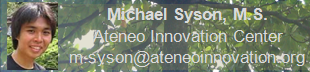 Michael Syson, M.S.
Ateneo Innovation Center
m-syson@ateneoinnovation.org